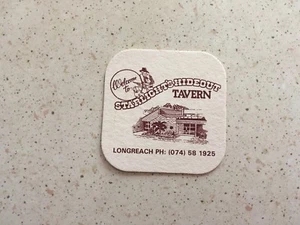 Welcome to
STARLIGHT'S HIDEOUT
TAVERN
LONGREACH PH: (074) 58 1925